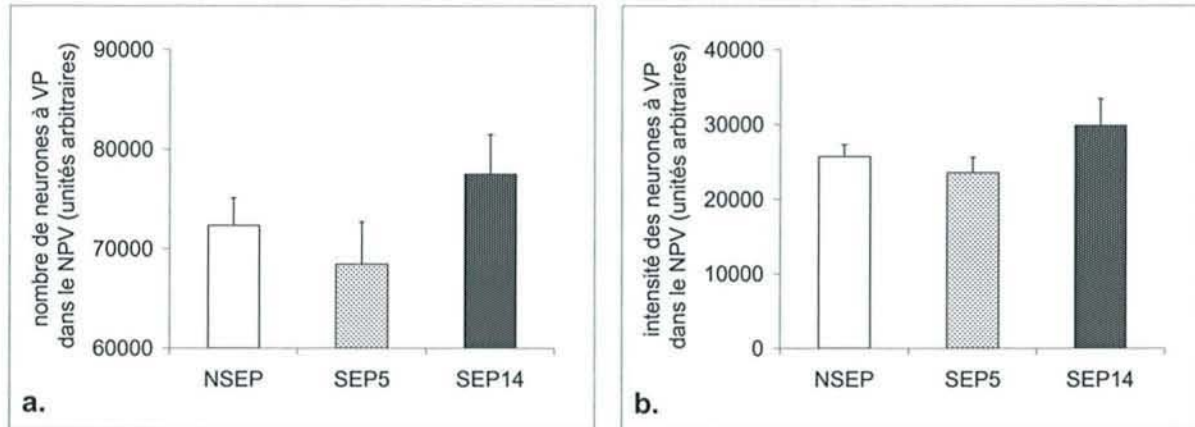 nombre de neurones à VP
dans le NPV (unités arbitraires)
90000
80000
70000
60000
NSEP SEP5 SEP14
a.
intensité des neurones à VP
dans le NPV (unités arbitraires)
40000
30000
20000
10000
0
NSEP SEP5 SEP14
b.